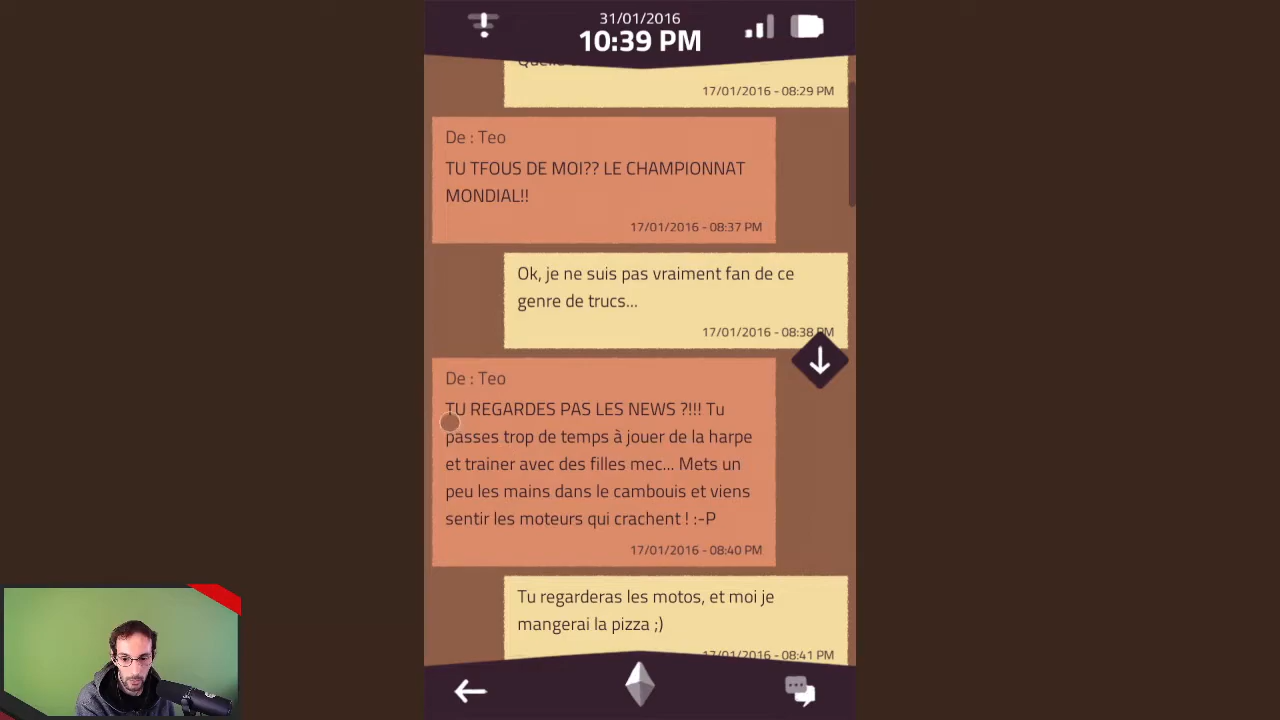 31/01/2016
10:39 PM
17/01/2016 - 08:29 PM
De : Teo
TU TFOUS DE MOI?? LE CHAMPIONNAT
MONDIAL!!
17/01/2016 - 08:37 PM
Ok, je ne suis pas vraiment fan de ce
genre de trucs...
17/01/2016 - 08:38 PM
De : Teo
TU REGARDES PAS LES NEWS ?!!! Tu
passes trop de temps à jouer de la harpe
et trainer avec des filles mec... Mets un
peu les mains dans le cambouis et viens
sentir les moteurs qui crachent ! :-P
17/01/2016 - 08:40 PM
Tu regarderas les motos, et moi je
mangerai la pizza ;)
17/01/2016 - 08:41 PM